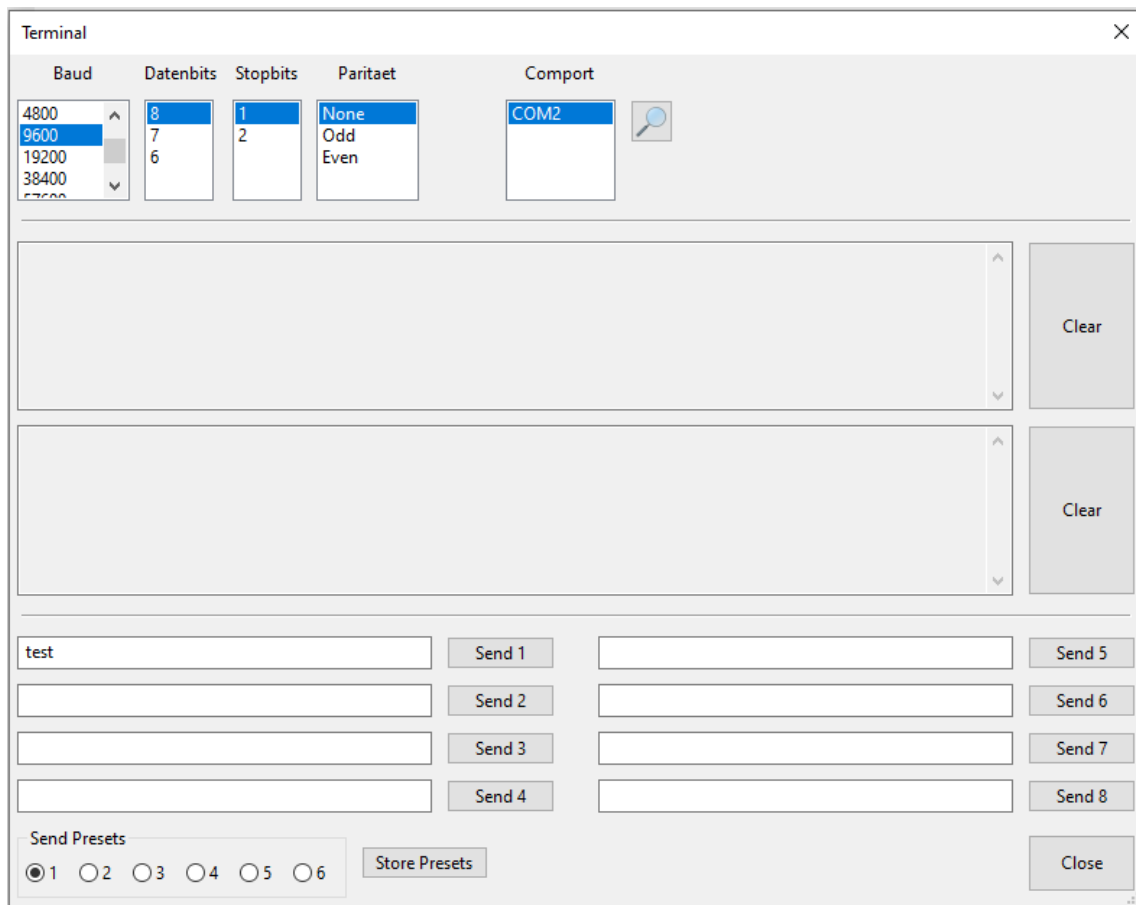 Terminal
Baud Datenbits Stopbits Paritaet Comport
4800 8 1 None COM2
9600 7 2 Odd
19200 6 Even
38400
57600
Clear
Clear
test Send 1 Send 5
Send 2 Send 6
Send 3 Send 7
Send 4 Send 8
Send Presets
1 2 3 4 5 6 Store Presets Close